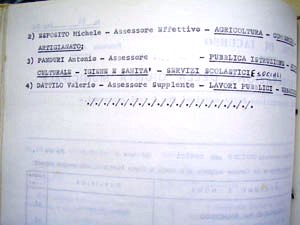 2) ESPOSITO Michele - Assessore Effettivo - AGRICOLTURA -
ARTIGIANATO;
3) PANDURI Antonio - Assessore - PUBBLICA ISTRUZIONE -
CULTURALE - IGIENE E SANITA' - SERVIZI SCOLASTICI E SOCIALI
4) DATTILO Valerio - Assessore Supplente - LAVORI PUBBLICI -
./././././././././././././././././././.